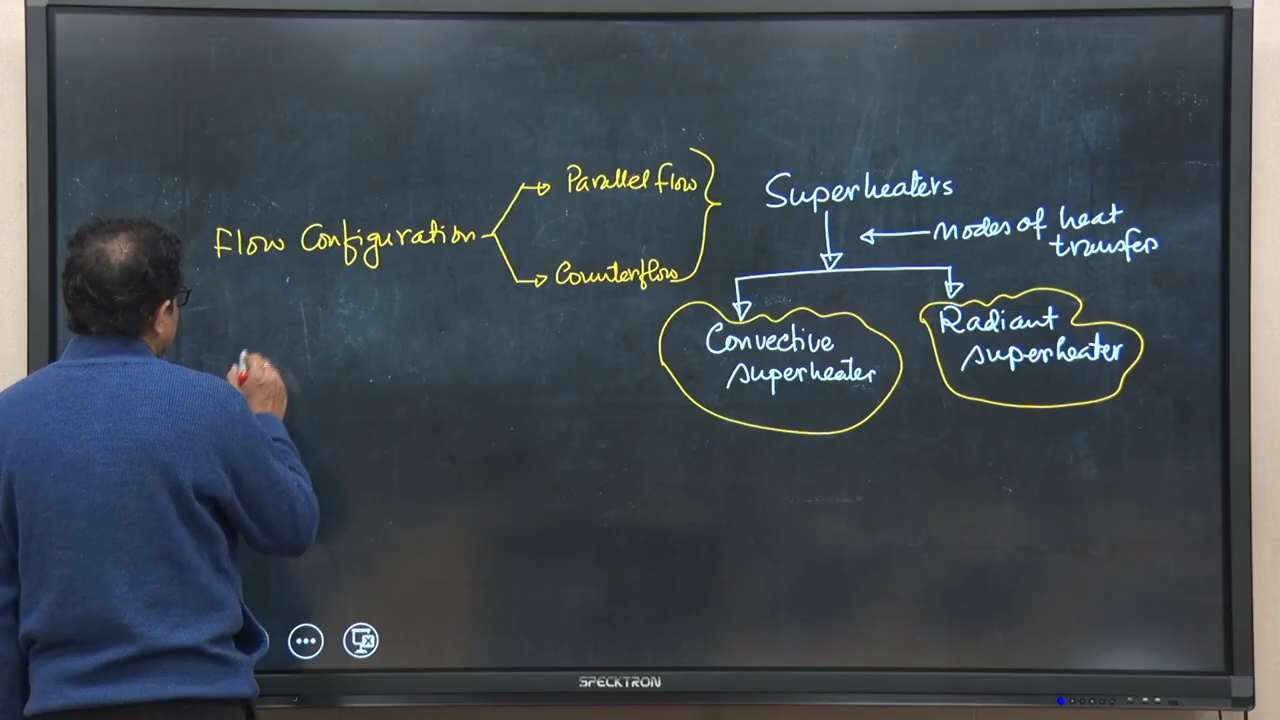 Flow Configuration
Parallel flow
Counterflow
Superheaters
Modes of heat
transfer
Convective
superheater
Radiant
superheater
SPECKTRON